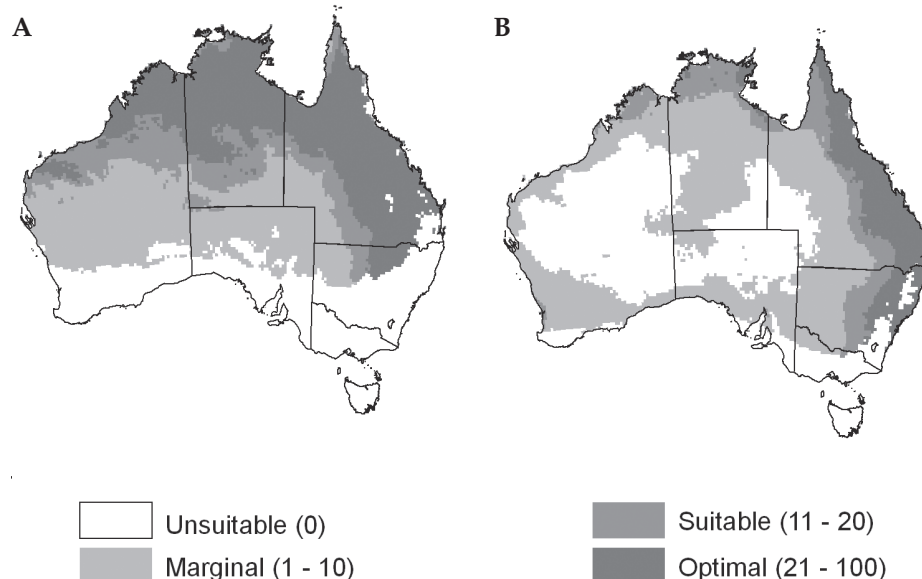 A
B
Unsuitable (0)
Marginal (1 - 10)
Suitable (11 - 20)
Optimal (21 - 100)